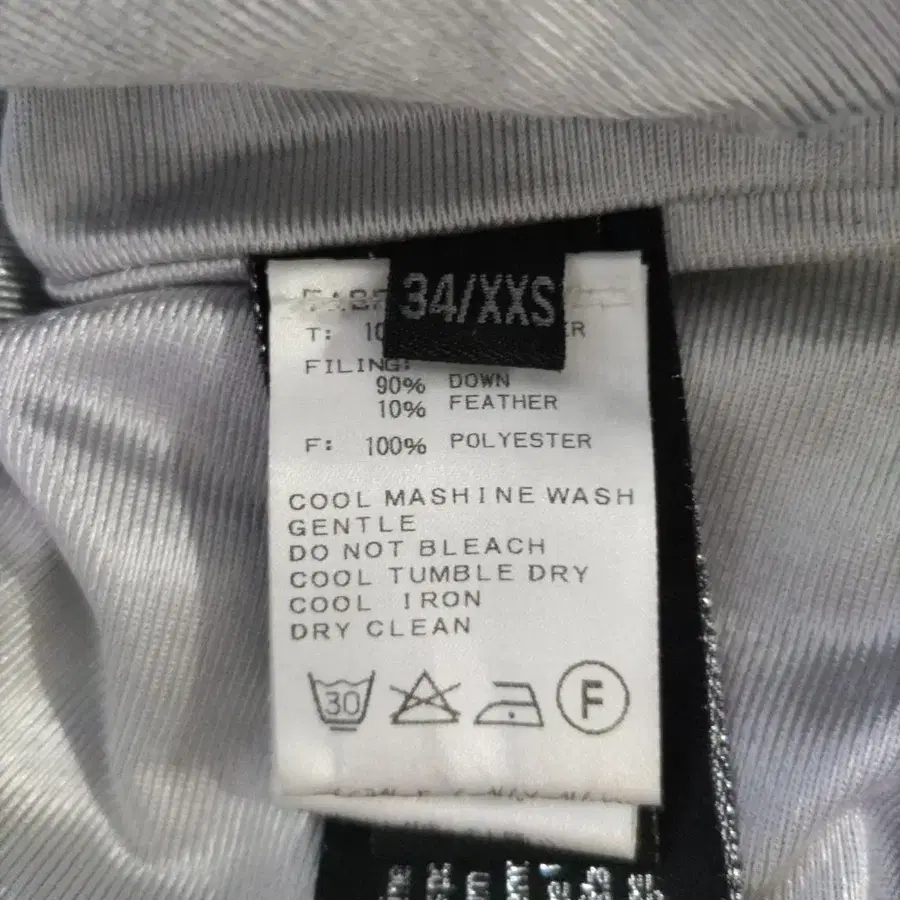 34/XXS
T: 10
FILING:
90% DOWN
10% FEATHER
F: 100% POLYESTER
COOL MASHINE WASH
GENTLE
DO NOT BLEACH
COOL TUMBLE DRY
COOL IRON
DRY CLEAN
30
F